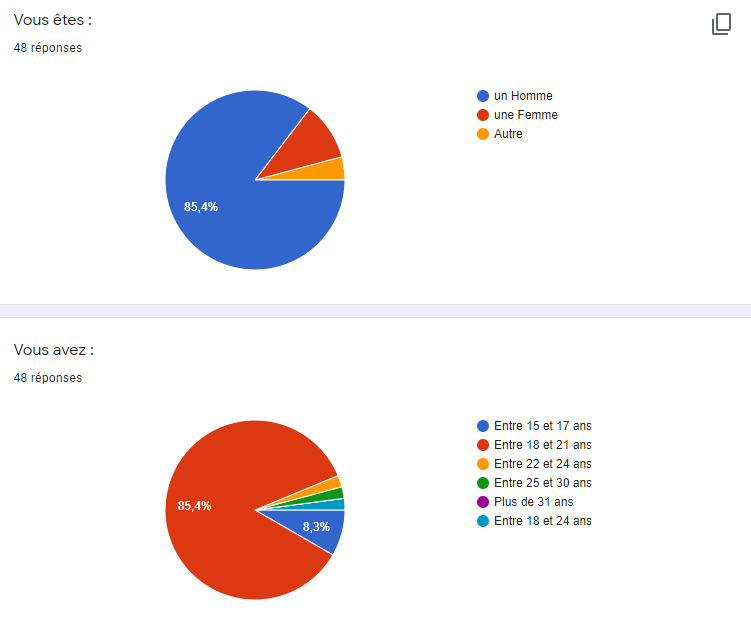 Vous êtes :
48 réponses
un Homme
une Femme
Autre
85,4%
Vous avez :
48 réponses
Entre 15 et 17 ans
Entre 18 et 21 ans
Entre 22 et 24 ans
Entre 25 et 30 ans
Plus de 31 ans
Entre 18 et 24 ans
85,4%
8,3%